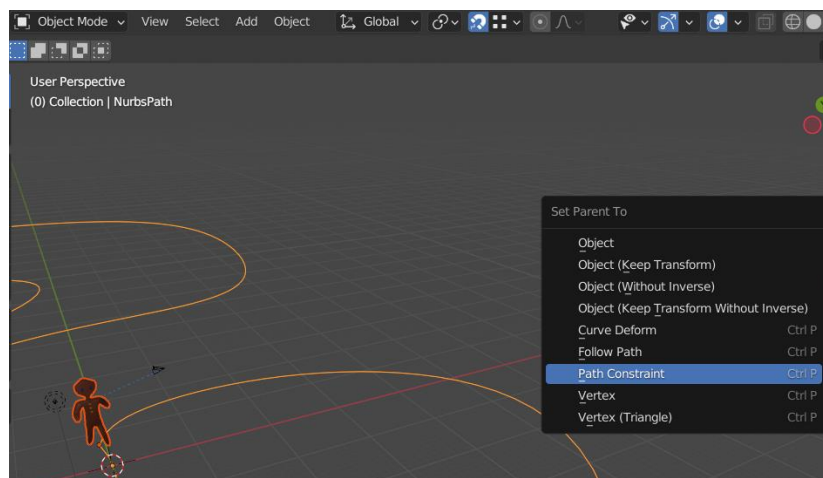 Object Mode View Select Add Object Global
User Perspective
(0) Collection | NurbsPath
Set Parent To
Object
Object (Keep Transform)
Object (Without Inverse)
Object (Keep Transform Without Inverse)
Curve Deform Ctrl P
Follow Path Ctrl P
Path Constraint Ctrl P
Vertex Ctrl P
Vertex (Triangle) Ctrl P